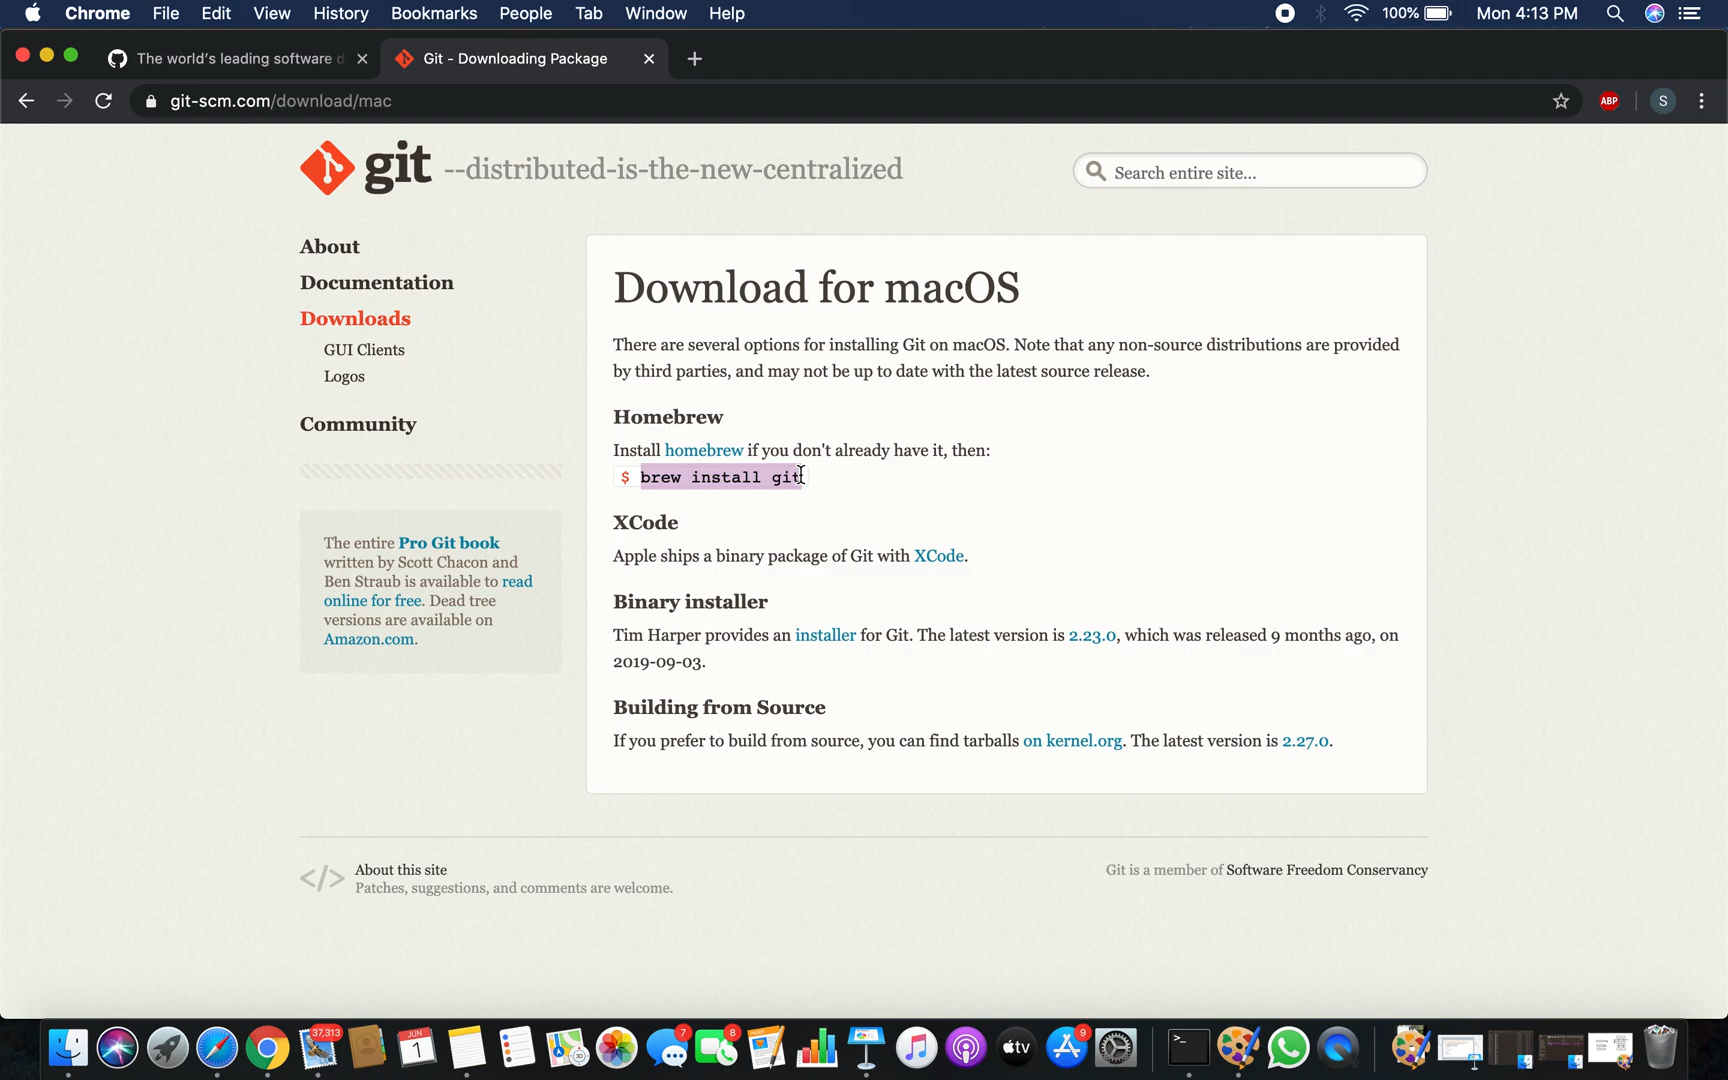 Chrome File Edit View History Bookmarks People Tab Window Help
100% Mon 4:13 PM
The world's leading software d
Git - Downloading Package
git-scm.com/download/mac
ABP
S
git --distributed-is-the-new-centralized
Search entire site...
About
Documentation
Downloads
GUI Clients
Logos
Community
The entire Pro Git book
written by Scott Chacon and
Ben Straub is available to read
online for free. Dead tree
versions are available on
Amazon.com.
Download for macOS
There are several options for installing Git on macOS. Note that any non-source distributions are provided
by third parties, and may not be up to date with the latest source release.
Homebrew
Install homebrew if you don't already have it, then:
$ brew install git
XCode
Apple ships a binary package of Git with XCode.
Binary installer
Tim Harper provides an installer for Git. The latest version is 2.23.0, which was released 9 months ago, on
2019-09-03.
Building from Source
If you prefer to build from source, you can find tarballs on kernel.org. The latest version is 2.27.0.
</> About this site
Patches, suggestions, and comments are welcome.
Git is a member of Software Freedom Conservancy
37,313
JUN
1
7
8
tv
9
>_